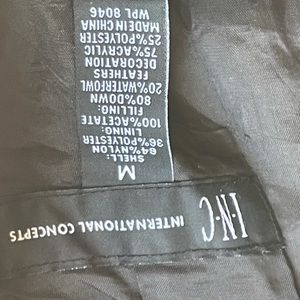 I·N·C
INTERNATIONAL CONCEPTS
M
SHELL:
64%NYLON
36%POLYESTER
LINING:
100%ACETATE
FILLING:
80%DOWN
20%WATERFOWL
FEATHERS
DECORATION
75%ACRYLIC
25%POLYESTER
MADE IN CHINA
WPL 8046